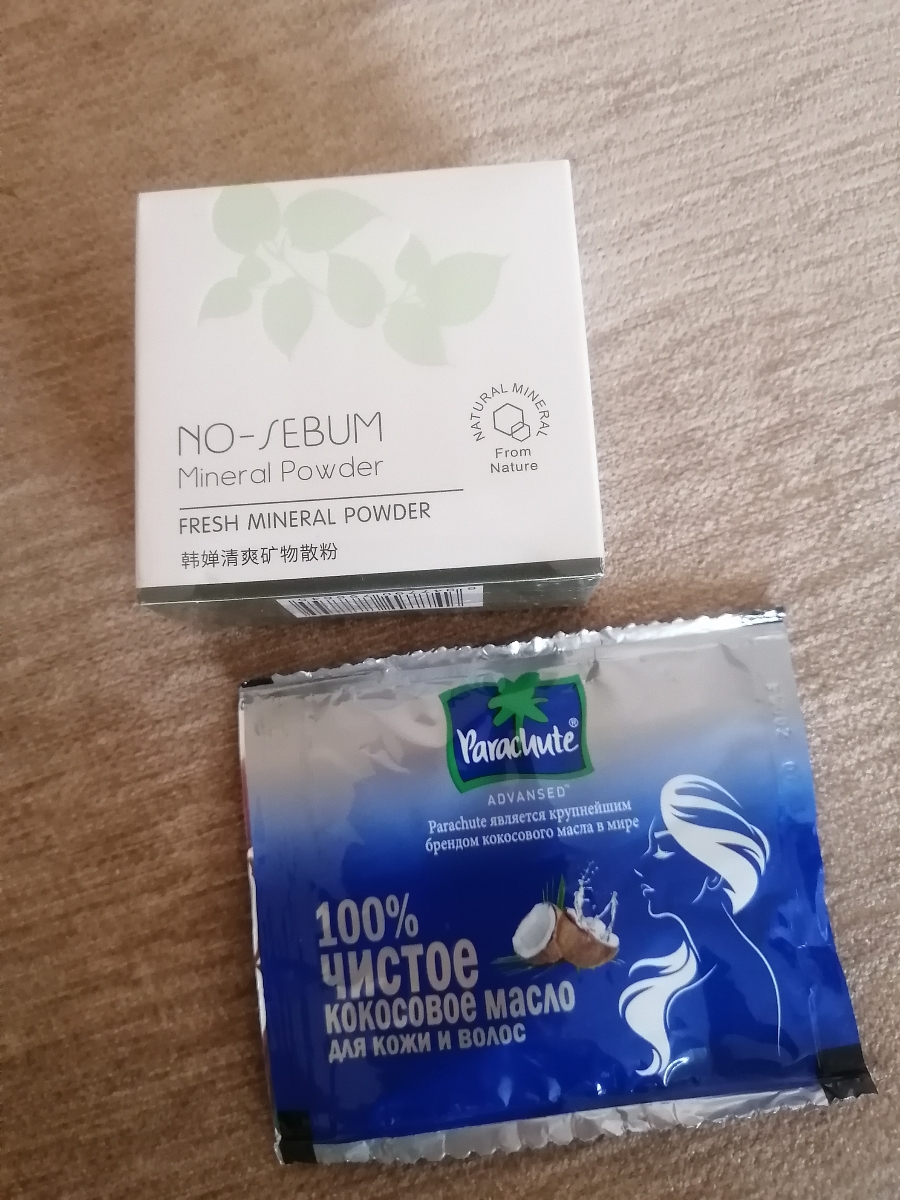 NO-SEBUM
Mineral Powder
FRESH MINERAL POWDER
韩婵清爽矿物散粉
NATURAL MINERAL
From
Nature
Parachute®
ADVANSED™
Parachute является крупнейшим
брендом кокосового масла в мире
100%
чистое
кокосовое масло
для кожи и волос